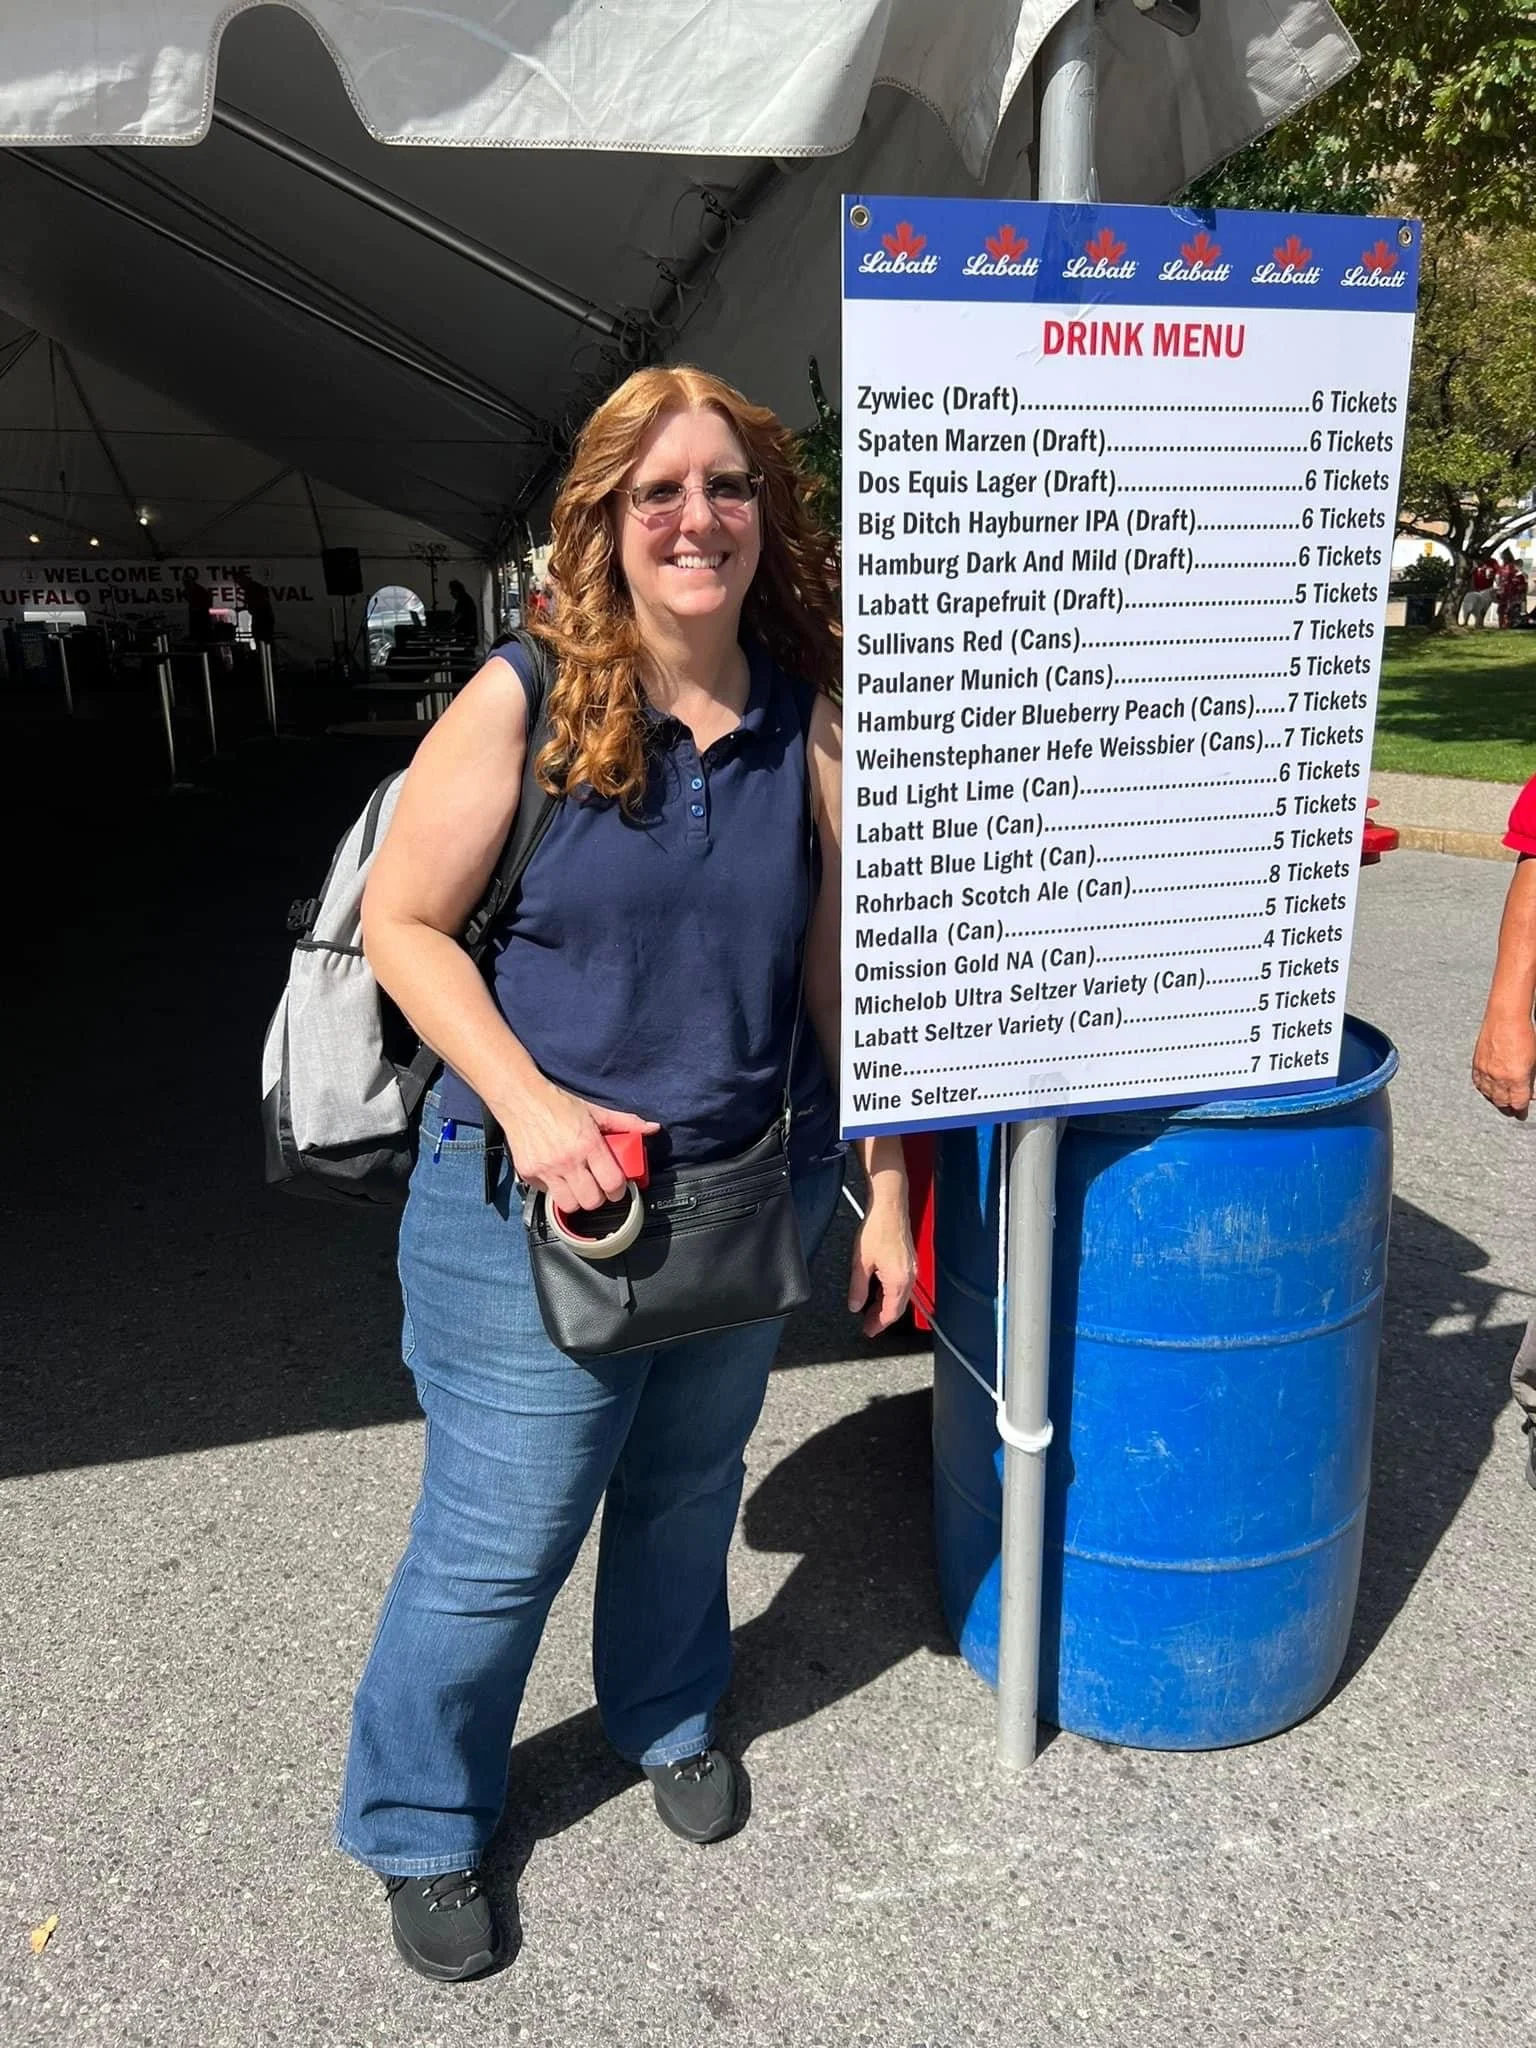 Labatt Labatt Labatt Labatt Labatt Labatt
DRINK MENU
Zywiec (Draft)........................................6 Tickets
Spaten Marzen (Draft)............................6 Tickets
Dos Equis Lager (Draft)..........................6 Tickets
Big Ditch Hayburner IPA (Draft)..............6 Tickets
Hamburg Dark And Mild (Draft)..............6 Tickets
Labatt Grapefruit (Draft)........................5 Tickets
Sullivans Red (Cans)..............................7 Tickets
Paulaner Munich (Cans).........................5 Tickets
Hamburg Cider Blueberry Peach (Cans).....7 Tickets
Weihenstephaner Hefe Weissbier (Cans)...7 Tickets
Bud Light Lime (Can).............................6 Tickets
Labatt Blue (Can)...................................5 Tickets
Labatt Blue Light (Can)...........................5 Tickets
Rohrbach Scotch Ale (Can).....................8 Tickets
Medalla (Can)........................................5 Tickets
Omission Gold NA (Can).........................4 Tickets
Michelob Ultra Seltzer Variety (Can).........5 Tickets
Labatt Seltzer Variety (Can)....................5 Tickets
Wine......................................................5 Tickets
Wine Seltzer...........................................7 Tickets
WELCOME TO THE
UFFALO PULASKI FESTIVAL